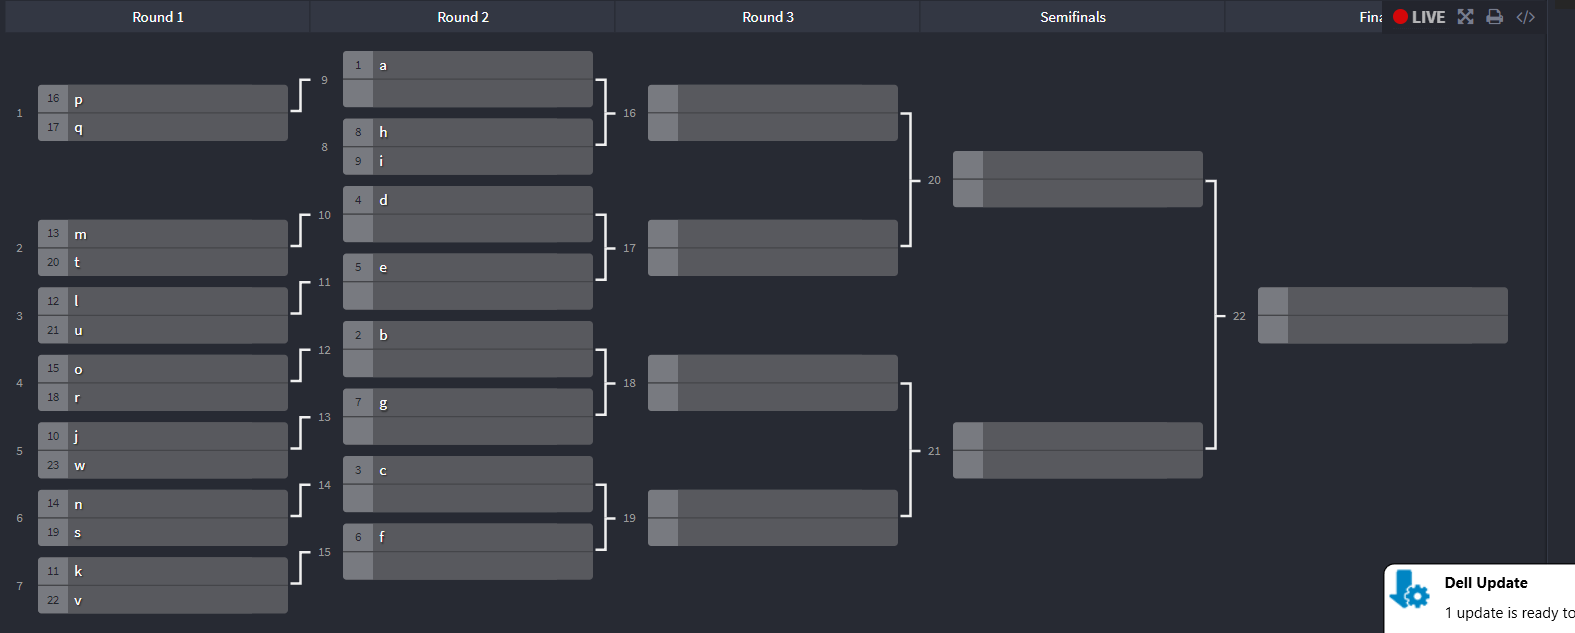 Round 1 Round 2 Round 3 Semifinals Fina LIVE </>
1
16 p
17 q
2
13 m
20 t
3
12 l
21 u
4
15 o
18 r
5
10 j
23 w
6
14 n
19 s
7
11 k
22 v
9
1 a
8
8 h
9 i
10
4 d
11
5 e
12
2 b
13
7 g
14
3 c
15
6 f
16
17
18
19
20
21
22
Dell Update
1 update is ready to